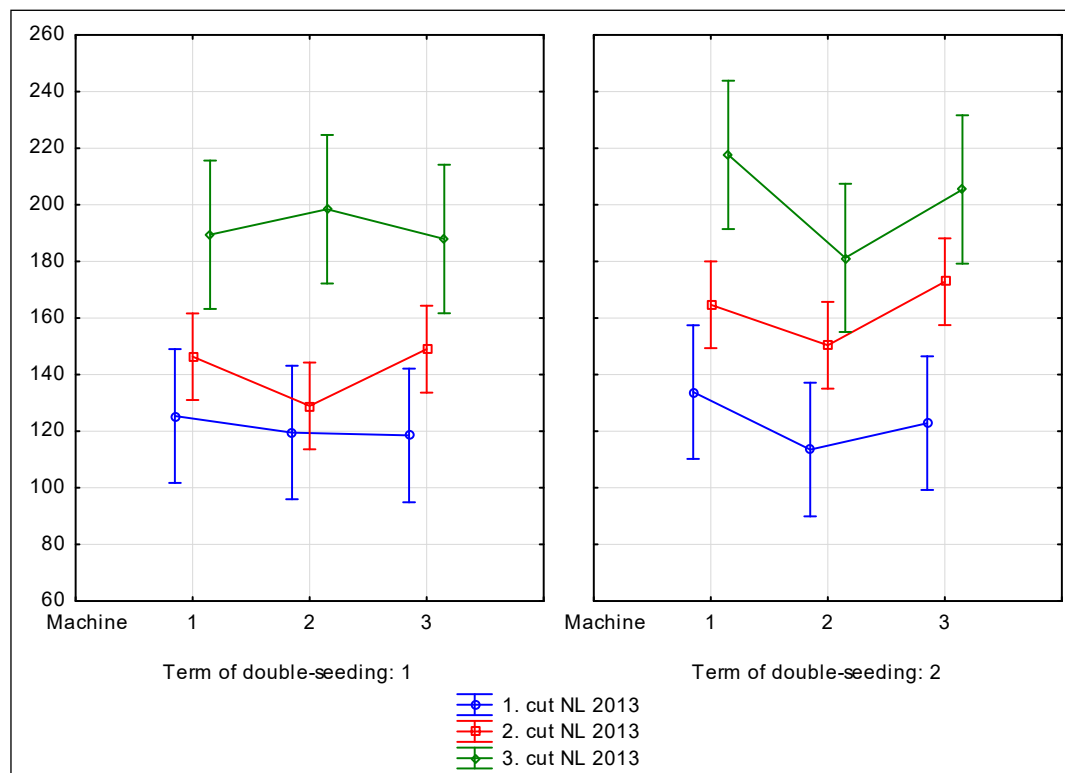 260
240
220
200
180
160
140
120
100
80
60
Machine 1 2 3 Machine 1 2 3
Term of double-seeding: 1 Term of double-seeding: 2
1. cut NL 2013
2. cut NL 2013
3. cut NL 2013